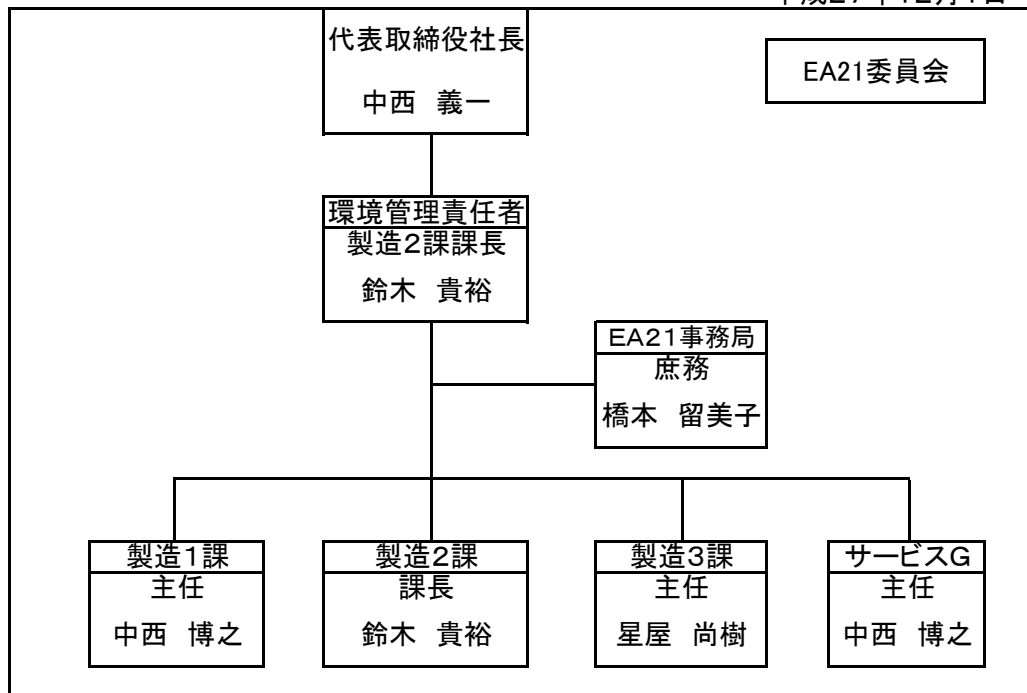 代表取締役社長
中西 義一
EA21委員会
環境管理責任者
製造2課課長
鈴木 貴裕
EA21事務局
庶務
橋本 留美子
製造1課
主任
中西 博之
製造2課
課長
鈴木 貴裕
製造3課
主任
星屋 尚樹
サービスG
主任
中西 博之